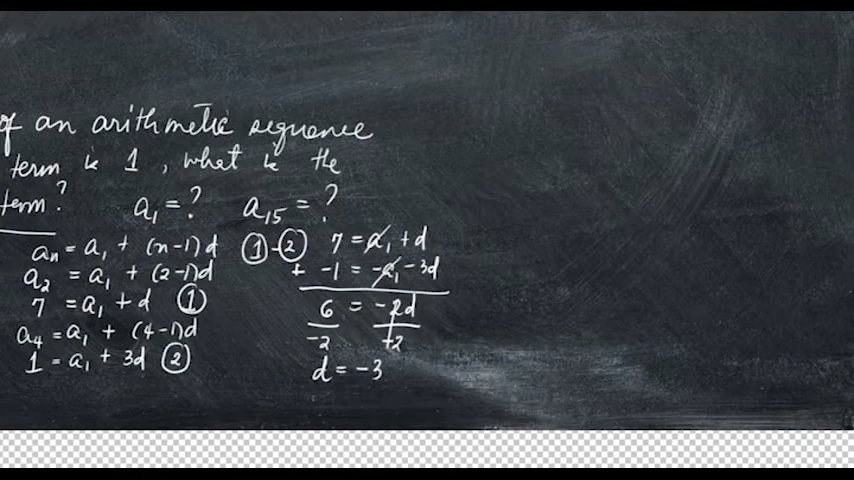 of an arithmetic sequence
term is 1, what is the
term?
a₁ = ? a₁₅ = ?
aₙ = a₁ + (n-1)d
a₂ = a₁ + (2-1)d
7 = a₁ + d ①
a₄ = a₁ + (4-1)d
1 = a₁ + 3d ②
①-② 7 = a₁ + d
+ -1 = -a₁ - 3d
6 = -2d
-2 -2
d = -3